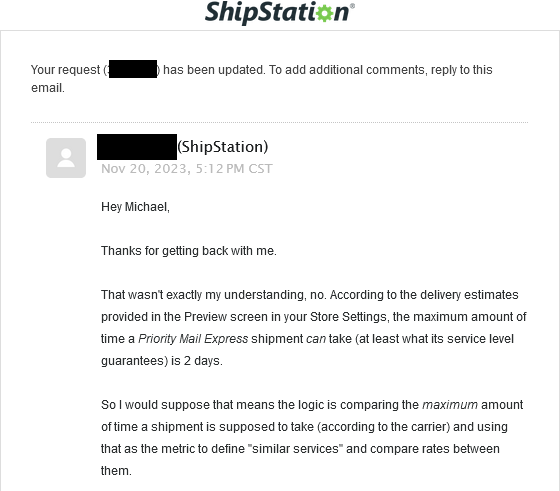 ShipStation®
Your request ( ) has been updated. To add additional comments, reply to this
email.
(ShipStation)
Nov 20, 2023, 5:12 PM CST
Hey Michael,
Thanks for getting back with me.
That wasn't exactly my understanding, no. According to the delivery estimates
provided in the Preview screen in your Store Settings, the maximum amount of
time a Priority Mail Express shipment can take (at least what its service level
guarantees) is 2 days.
So I would suppose that means the logic is comparing the maximum amount
of time a shipment is supposed to take (according to the carrier) and using
that as the metric to define "similar services" and compare rates between
them.